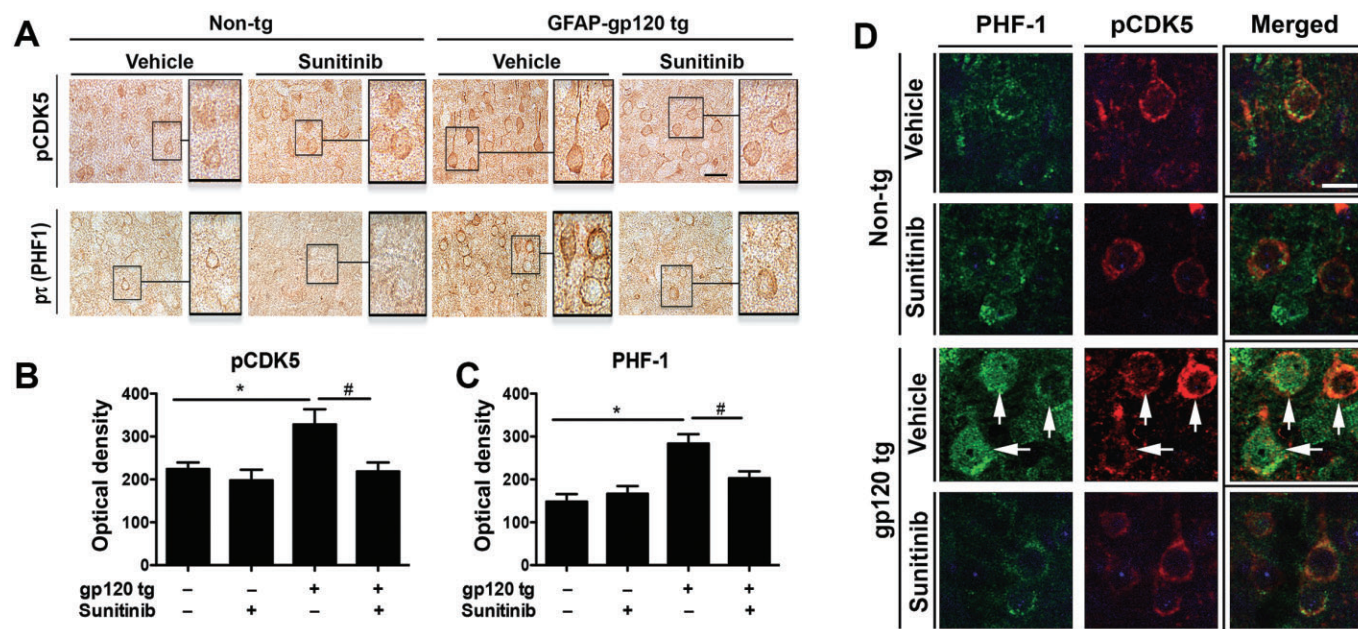 A
Non-tg GFAP-gp120 tg
Vehicle Sunitinib Vehicle Sunitinib
pCDK5
pτ (PHF1)
B
pCDK5
* #
Optical density
400
300
200
100
0
gp120 tg – – + +
Sunitinib – + – +
C
PHF-1
* #
Optical density
400
300
200
100
0
gp120 tg – – + +
Sunitinib – + – +
D
PHF-1 pCDK5 Merged
Non-tg
Vehicle
Sunitinib
gp120 tg
Vehicle
Sunitinib